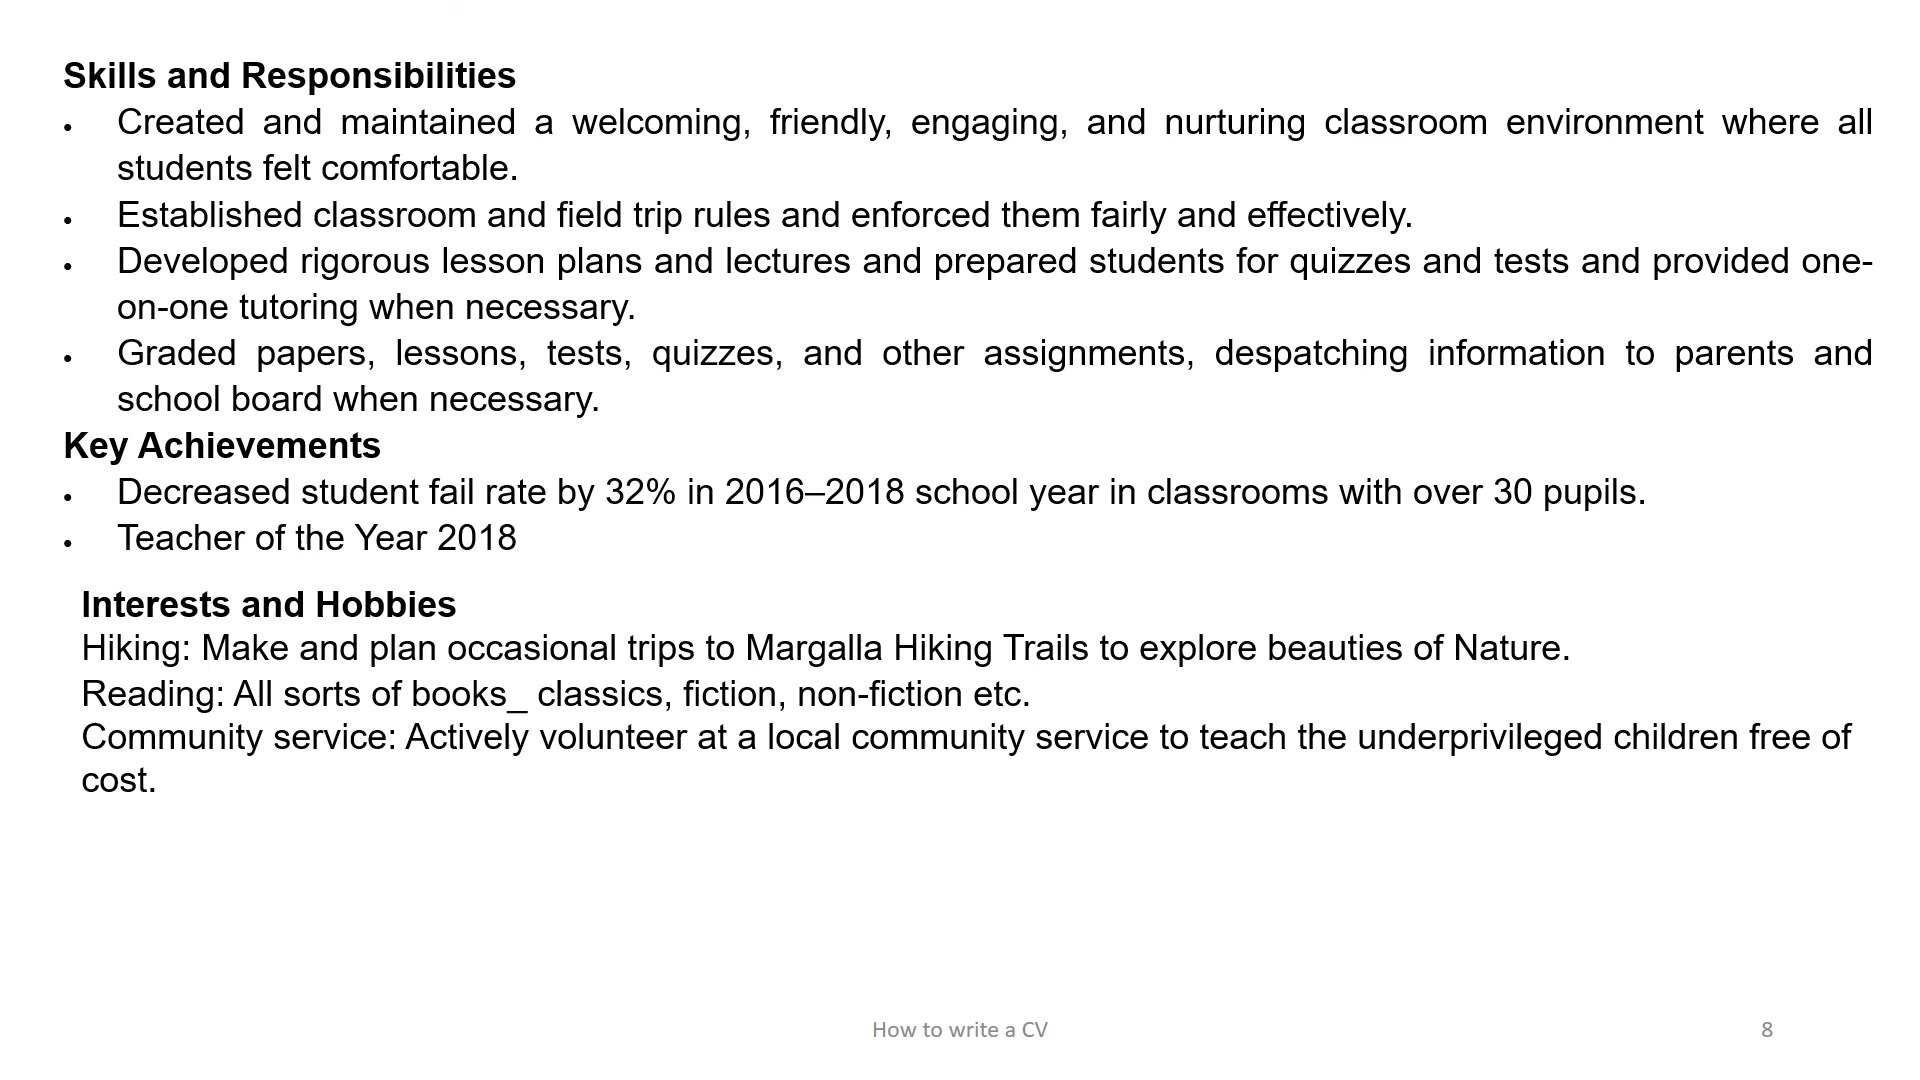 Skills and Responsibilities
• Created and maintained a welcoming, friendly, engaging, and nurturing classroom environment where all
students felt comfortable.
• Established classroom and field trip rules and enforced them fairly and effectively.
• Developed rigorous lesson plans and lectures and prepared students for quizzes and tests and provided one-
on-one tutoring when necessary.
• Graded papers, lessons, tests, quizzes, and other assignments, despatching information to parents and
school board when necessary.
Key Achievements
• Decreased student fail rate by 32% in 2016–2018 school year in classrooms with over 30 pupils.
• Teacher of the Year 2018
Interests and Hobbies
Hiking: Make and plan occasional trips to Margalla Hiking Trails to explore beauties of Nature.
Reading: All sorts of books_ classics, fiction, non-fiction etc.
Community service: Actively volunteer at a local community service to teach the underprivileged children free of
cost.
How to write a CV
8